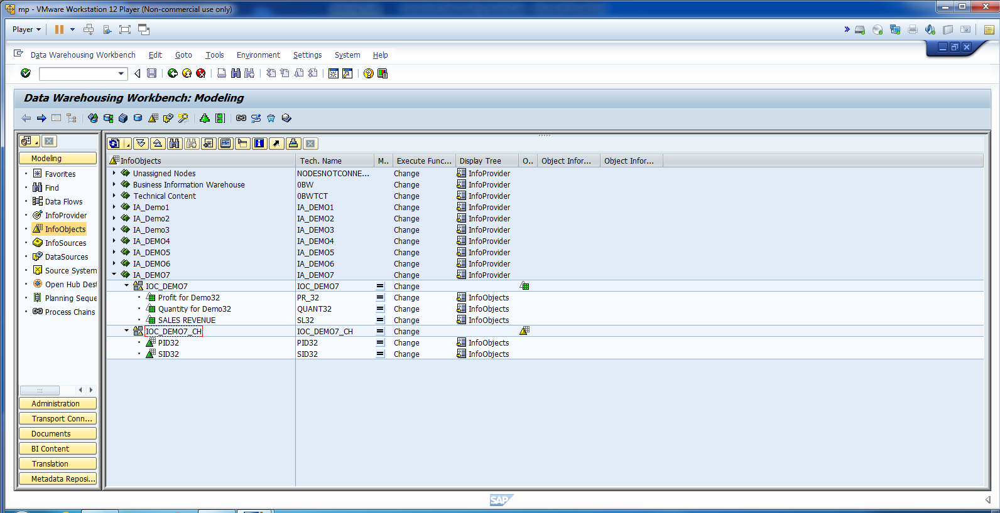 mp - VMware Workstation 12 Player (Non-commercial use only)
Player
Data Warehousing Workbench Edit Goto Tools Environment Settings System Help
Data Warehousing Workbench: Modeling
Modeling
Favorites
Find
Data Flows
InfoProvider
InfoObjects
InfoSources
DataSources
Source System
Open Hub Dest
Planning Seque
Process Chains
Administration
Transport Conn...
Documents
BI Content
Translation
Metadata Reposi...
InfoObjects Tech. Name M.. Execute Func... Display Tree O.. Object Infor... Object Infor...
Unassigned Nodes NODESNOTCONNE... Change InfoProvider
Business Information Warehouse 0BW Change InfoProvider
Technical Content 0BWTCT Change InfoProvider
IA_Demo1 IA_DEMO1 Change InfoProvider
IA_Demo2 IA_DEMO2 Change InfoProvider
IA_Demo3 IA_DEMO3 Change InfoProvider
IA_DEMO4 IA_DEMO4 Change InfoProvider
IA_DEMO5 IA_DEMO5 Change InfoProvider
IA_DEMO6 IA_DEMO6 Change InfoProvider
IA_DEMO7 IA_DEMO7 Change InfoProvider
IOC_DEMO7 IOC_DEMO7 = Change
Profit for Demo32 PR_32 = Change InfoObjects
Quantity for Demo32 QUANT32 = Change InfoObjects
SALES REVENUE SL32 = Change InfoObjects
IOC_DEMO7_CH IOC_DEMO7_CH = Change
PID32 PID32 = Change InfoObjects
SID32 SID32 = Change InfoObjects
SAP